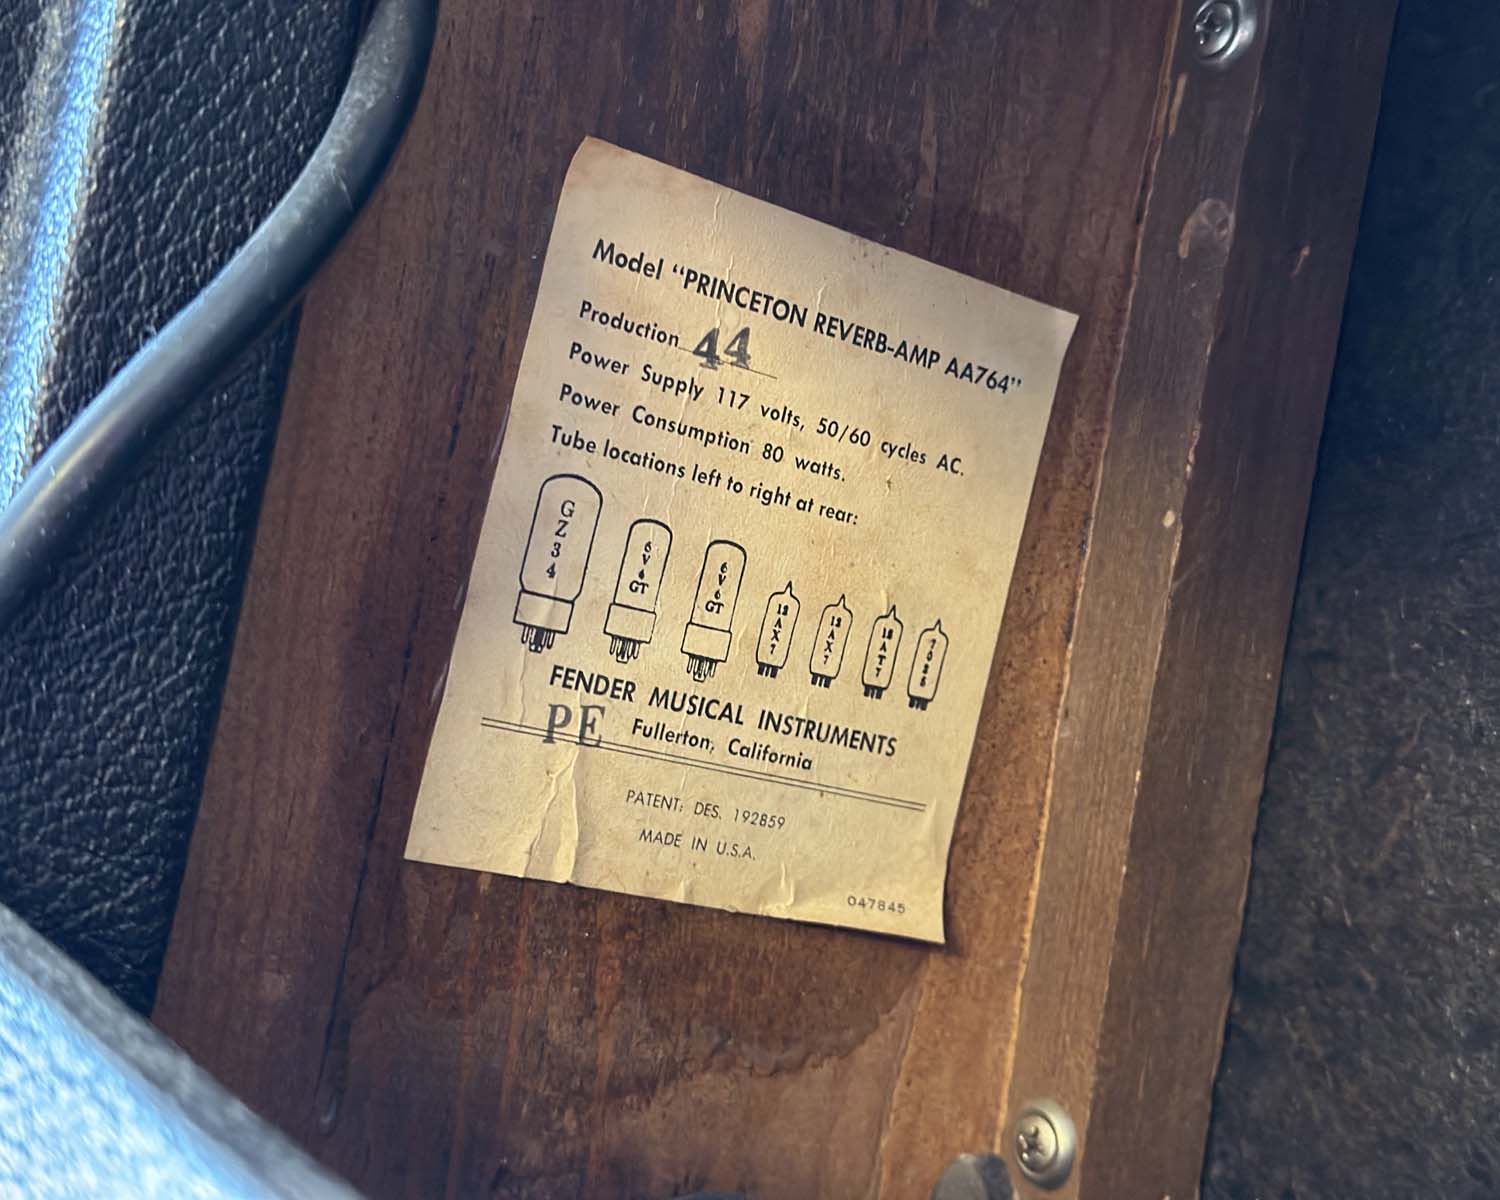 Model “PRINCETON REVERB-AMP AA764”
Production 44
Power Supply 117 volts, 50/60 cycles AC.
Power Consumption 80 watts.
Tube locations left to right at rear:
GZ34 6V6GT 6V6GT 12AX7 12AX7 12AT7 7025
FENDER MUSICAL INSTRUMENTS
PE Fullerton, California
PATENT: DES. 192859
MADE IN U.S.A.
047845